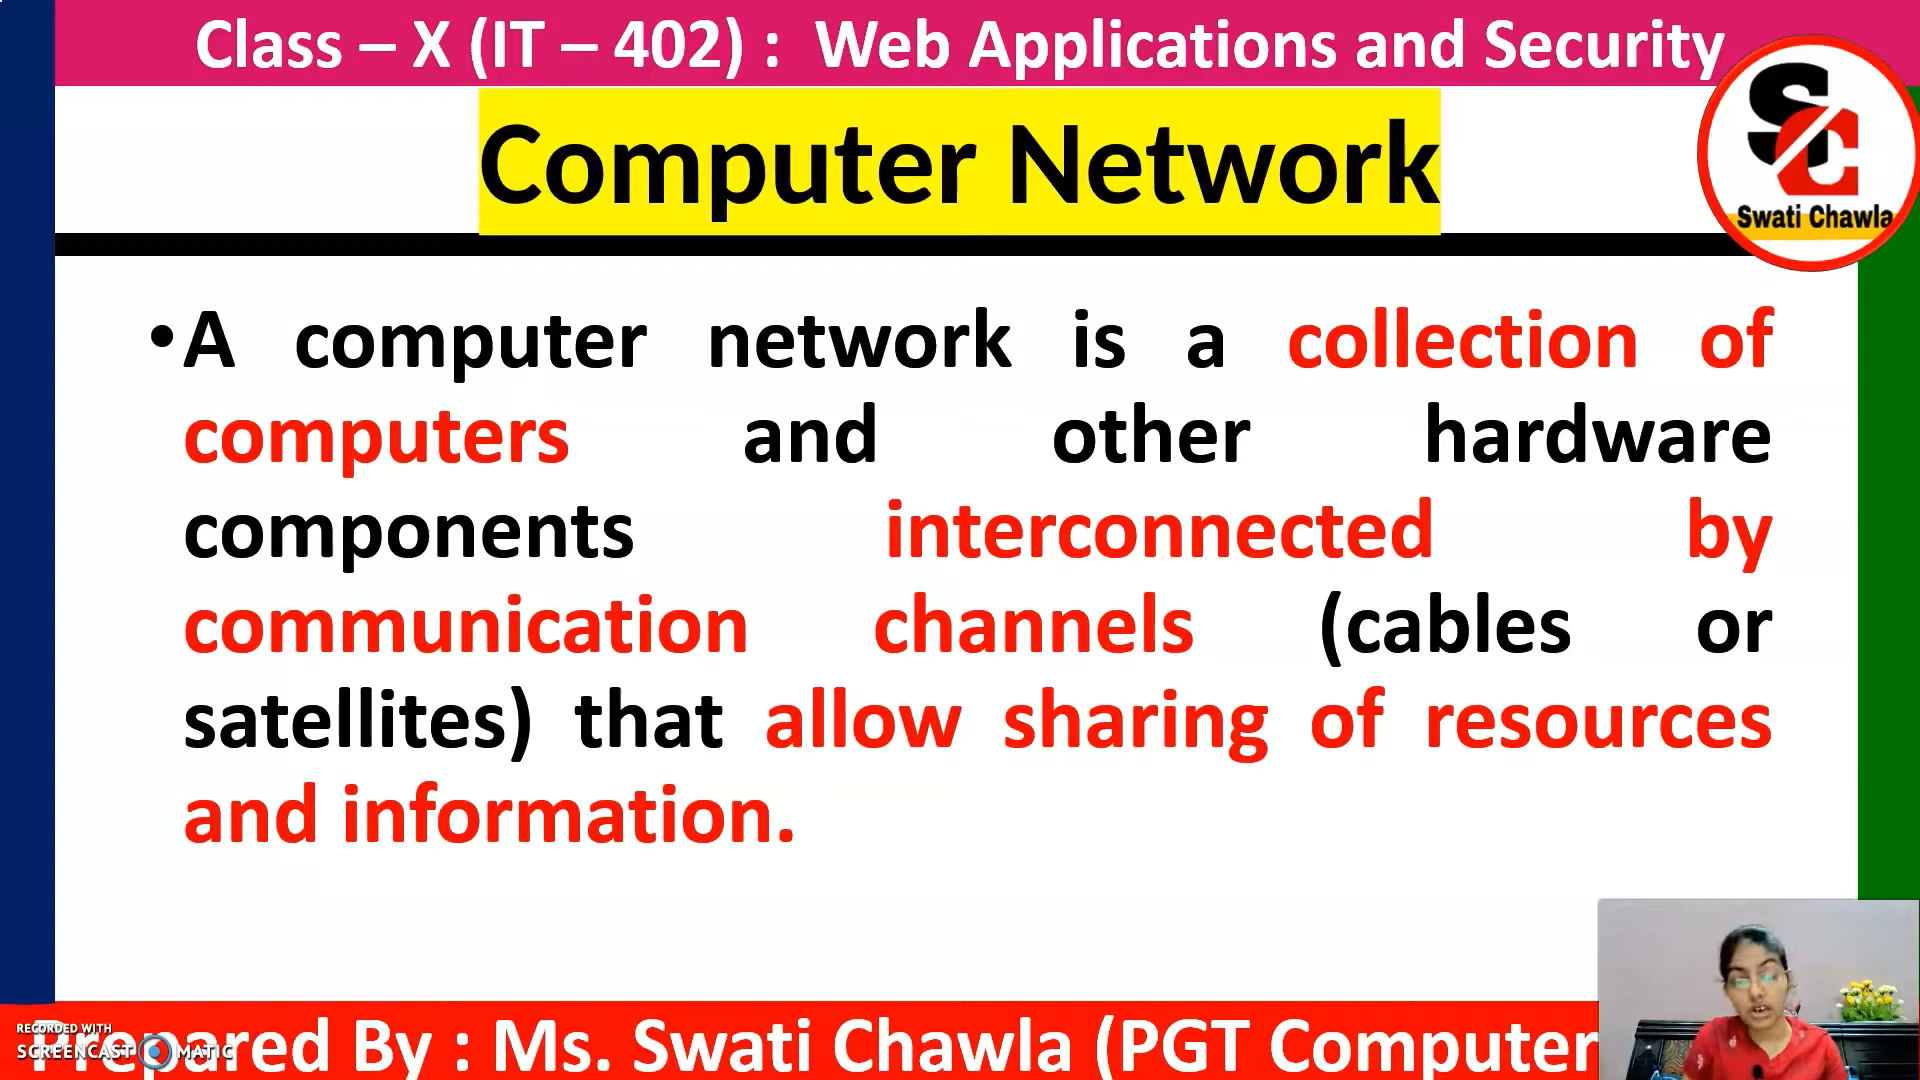 Class – X (IT – 402) : Web Applications and Security
Computer Network
SC
Swati Chawla
• A computer network is a collection of
computers and other hardware
components interconnected by
communication channels (cables or
satellites) that allow sharing of resources
and information.
Prepared By : Ms. Swati Chawla (PGT Computer
RECORDED WITH
SCREENCAST MATIC